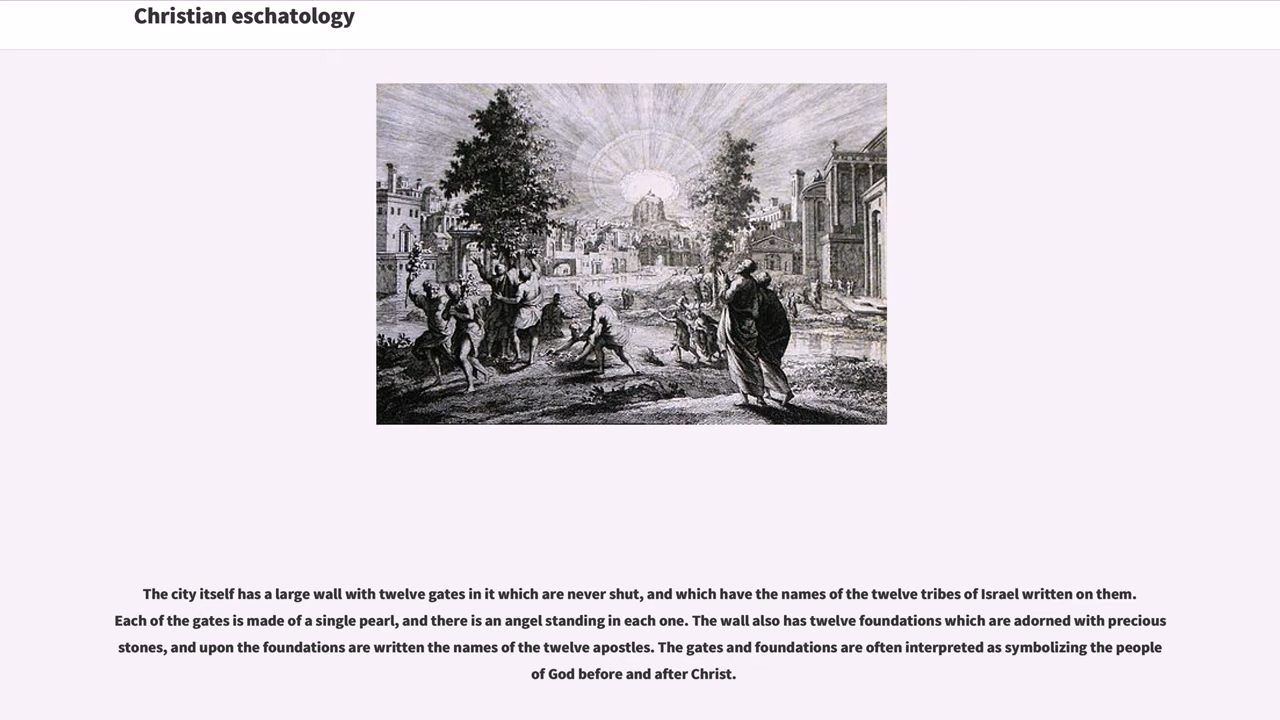 Christian eschatology
The city itself has a large wall with twelve gates in it which are never shut, and which have the names of the twelve tribes of Israel written on them.
Each of the gates is made of a single pearl, and there is an angel standing in each one. The wall also has twelve foundations which are adorned with precious
stones, and upon the foundations are written the names of the twelve apostles. The gates and foundations are often interpreted as symbolizing the people
of God before and after Christ.